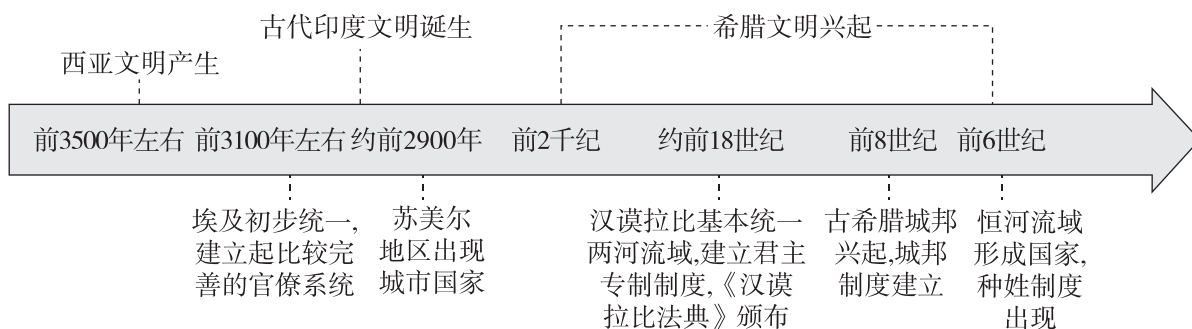 古代印度文明诞生
希腊文明兴起
西亚文明产生
前3500年左右 前3100年左右 约前2900年 前2千纪 约前18世纪 前8世纪 前6世纪
埃及初步统一,
建立起比较完
善的官僚系统
苏美尔
地区出现
城市国家
汉谟拉比基本统一
两河流域,建立君主
专制制度,《汉谟
拉比法典》颁布
古希腊城邦
兴起,城邦
制度建立
恒河流域
形成国家,
种姓制度
出现